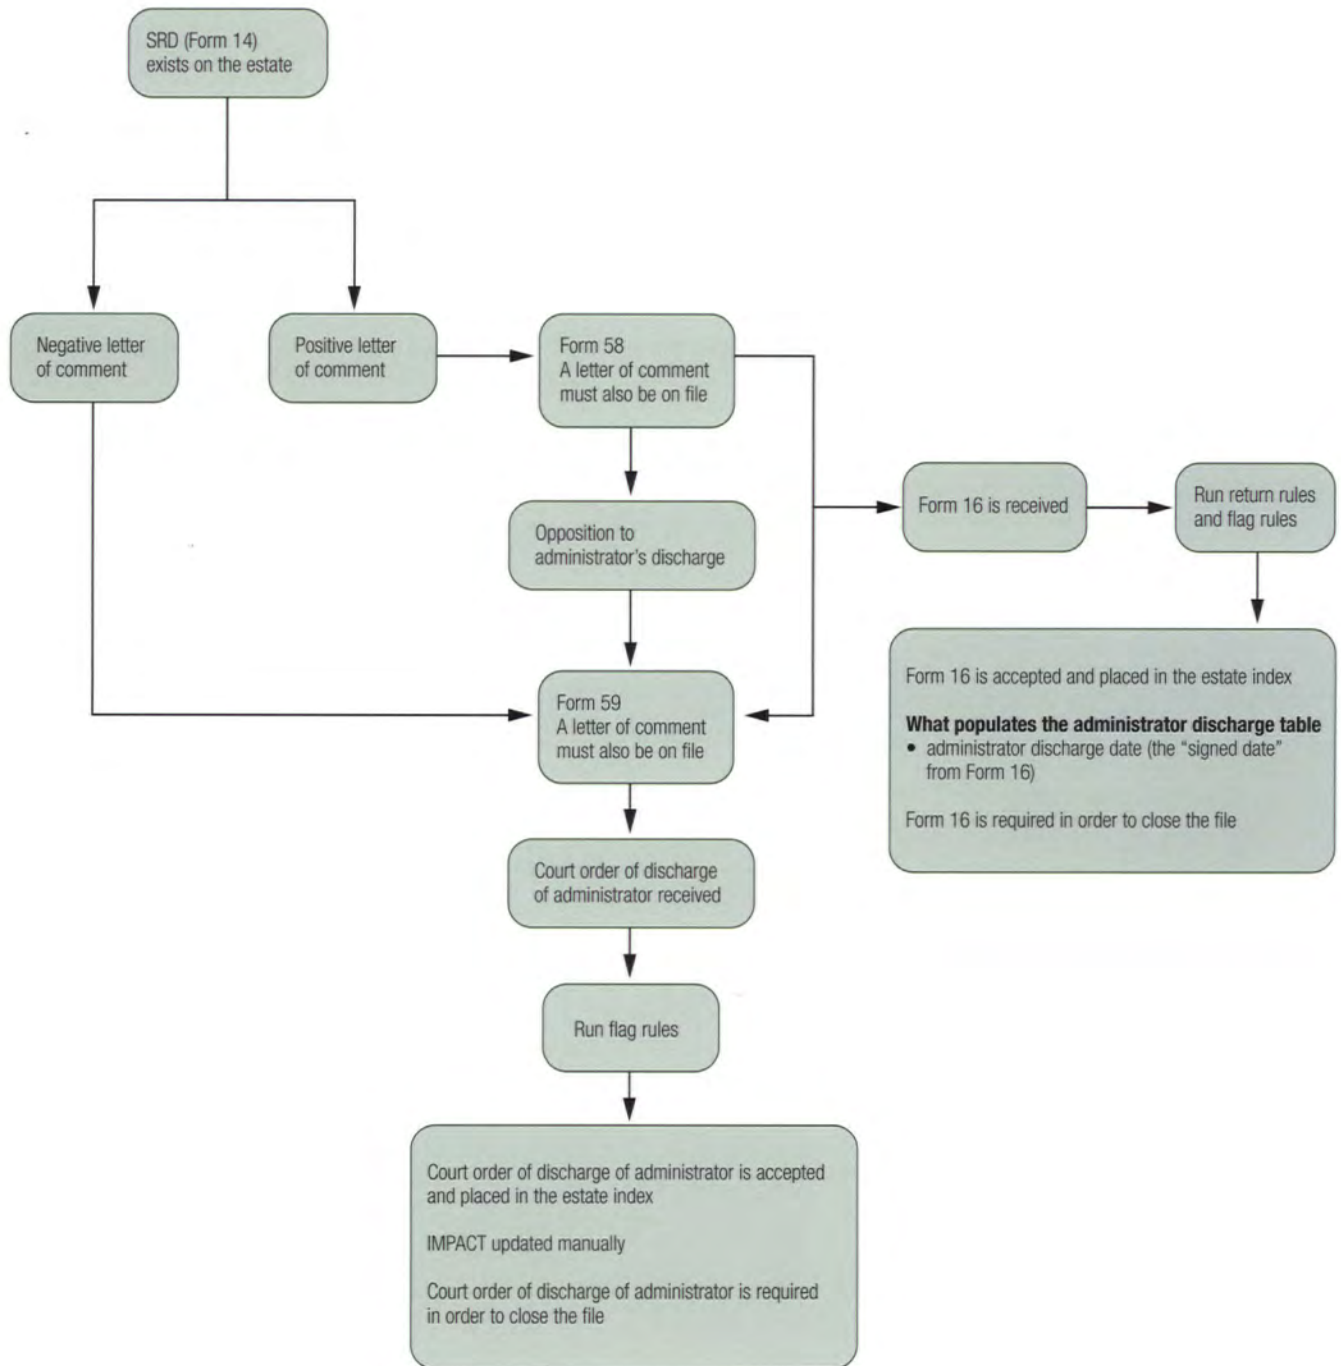 SRD (Form 14)
exists on the estate
Negative letter
of comment
Positive letter
of comment
Form 58
A letter of comment
must also be on file
Form 16 is received
Run return rules
and flag rules
Opposition to
administrator's discharge
Form 59
A letter of comment
must also be on file
Form 16 is accepted and placed in the estate index
What populates the administrator discharge table
• administrator discharge date (the “signed date”
from Form 16)
Form 16 is required in order to close the file
Court order of discharge
of administrator received
Run flag rules
Court order of discharge of administrator is accepted
and placed in the estate index
IMPACT updated manually
Court order of discharge of administrator is required
in order to close the file